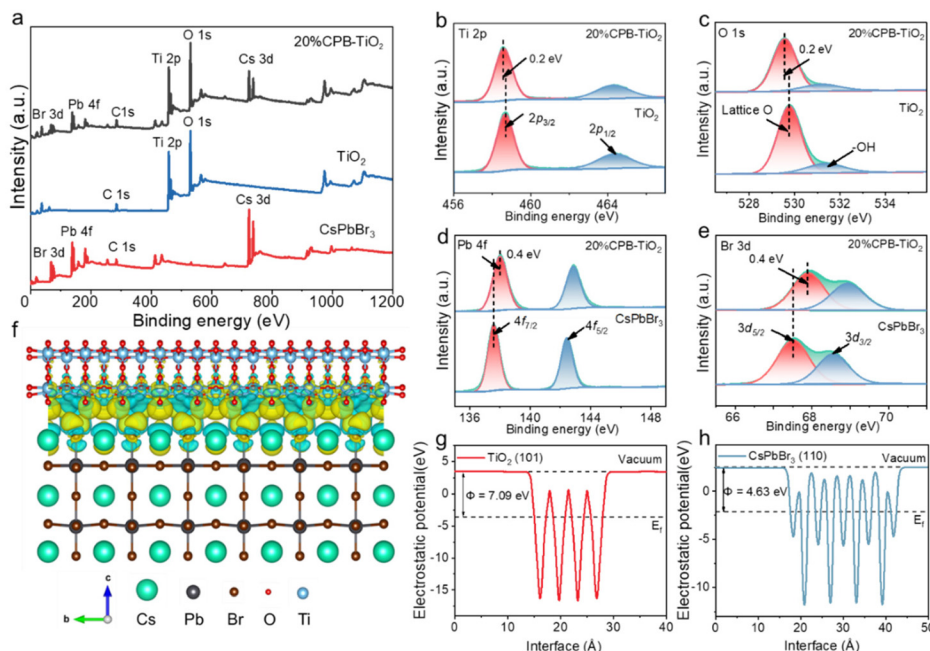 a
20%CPB-TiO2
O 1s
Ti 2p
Cs 3d
Pb 4f
Br 3d
C1s
O 1s
Ti 2p
TiO2
C 1s
Cs 3d
Pb 4f
Br 3d
C 1s
CsPbBr3
Intensity (a.u.)
0 200 400 600 800 1000 1200
Binding energy (eV)
b
Ti 2p
20%CPB-TiO2
0.2 eV
TiO2
2p3/2
2p1/2
Intensity (a.u.)
456 458 460 462 464
Binding energy (eV)
c
O 1s
20%CPB-TiO2
0.2 eV
Lattice O
TiO2
-OH
Intensity (a.u.)
528 530 532 534
Binding energy (eV)
d
Pb 4f
20%CPB-TiO2
0.4 eV
CsPbBr3
4f7/2
4f5/2
Intensity (a.u.)
136 138 140 142 144 146 148
Binding energy (eV)
e
Br 3d
20%CPB-TiO2
0.4 eV
CsPbBr3
3d5/2
3d3/2
Intensity (a.u.)
66 68 70
Binding energy (eV)
f
c
b
Cs Pb Br O Ti
g
TiO2 (101)
Vacuum
Φ = 7.09 eV
Ef
Electrostatic potential(eV)
5
0
-5
-10
-15
0 10 20 30 40
Interface (Å)
h
CsPbBr3 (110)
Vacuum
Φ = 4.63 eV
Ef
Electrostatic potential(eV)
5
0
-5
-10
0 10 20 30 40 50
Interface (Å)